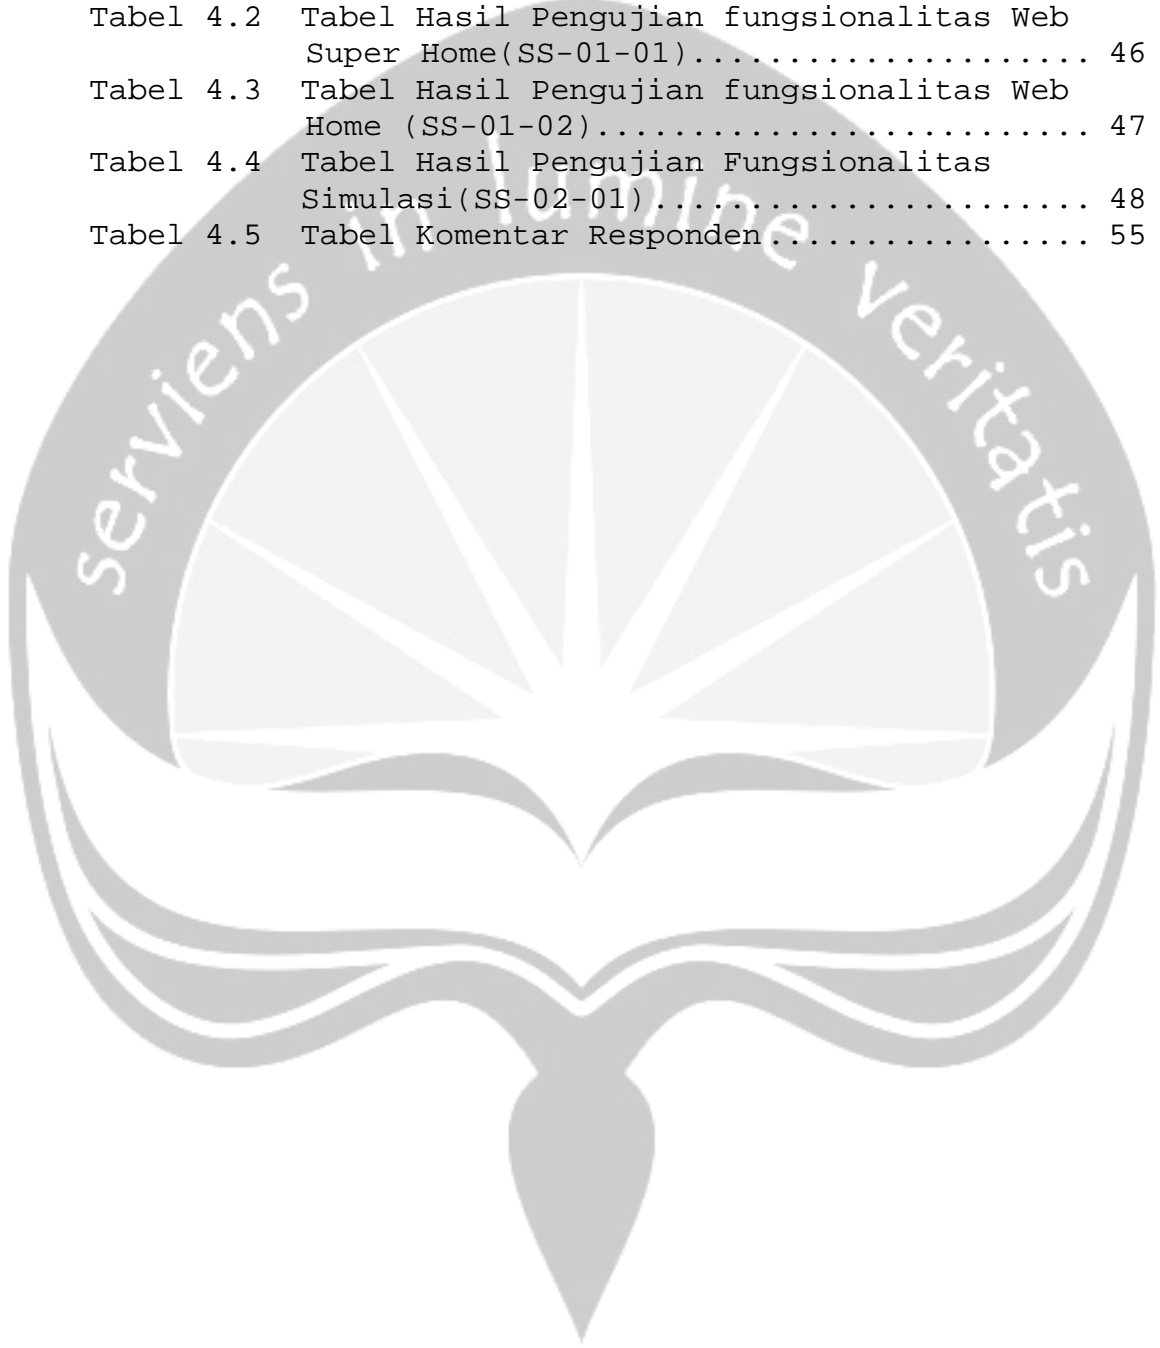 Tabel 4.2  Tabel Hasil Pengujian fungsionalitas Web
Super Home(SS-01-01)..................... 46
Tabel 4.3  Tabel Hasil Pengujian fungsionalitas Web
Home (SS-01-02).......................... 47
Tabel 4.4  Tabel Hasil Pengujian Fungsionalitas
Simulasi(SS-02-01)....................... 48
Tabel 4.5  Tabel Komentar Responden................. 55
serviens in lumine veritatis